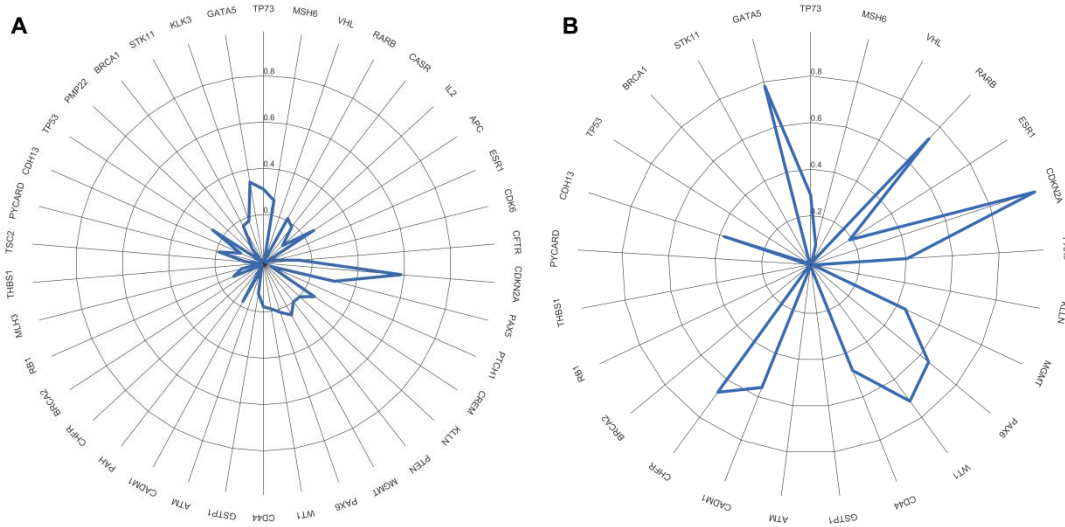 A
TP73
MSH6
VHL
RARB
CASR
IL2
APC
ESR1
CDK6
CFTR
CDKN2A
PAX5
PTCH1
CREM
KLLN
PTEN
MGMT
PAX6
WT1
CD44
GSTP1
ATM
CADM1
PAH
CHFR
BRCA2
RB1
MLH3
THBS1
TSC2
PYCARD
CDH13
TP53
PMP22
BRCA1
STK11
KLK3
GATA5
0.8
0.6
0.4
0.2
B
TP73
MSH6
VHL
RARB
ESR1
CDKN2A
KLLN
MGMT
PAX6
WT1
CD44
GSTP1
ATM
CADM1
CHFR
BRCA2
RB1
THBS1
PYCARD
CDH13
TP53
BRCA1
STK11
GATA5
0.8
0.6
0.4
0.2